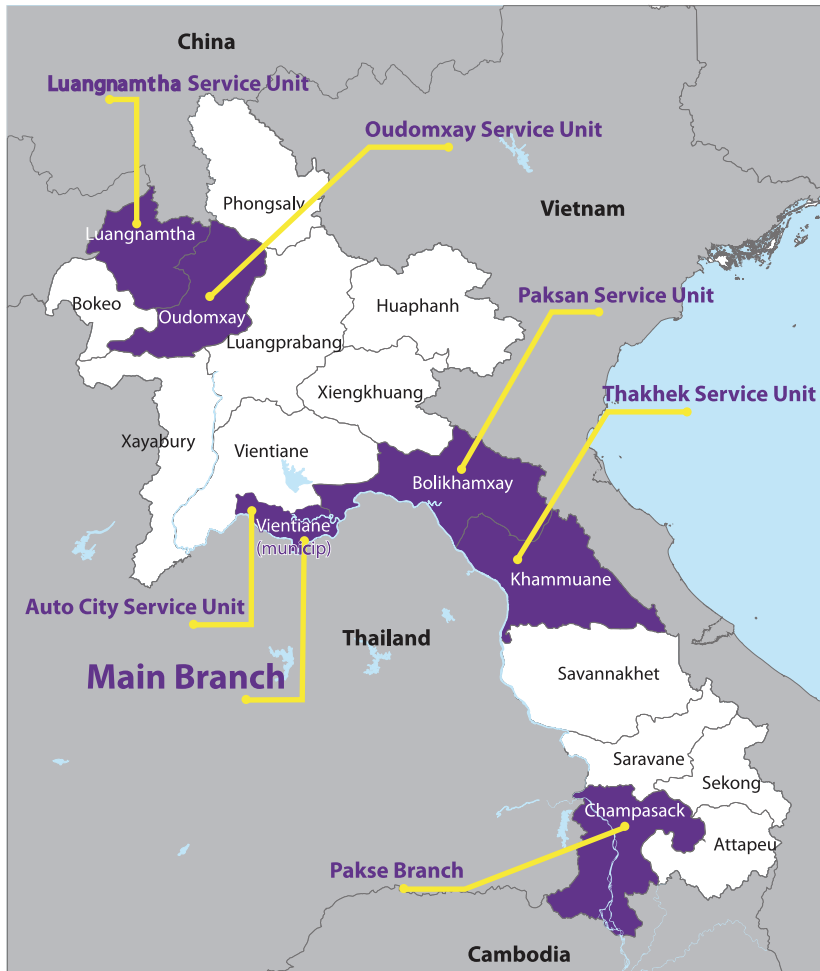 China
Luangnamtha Service Unit
Oudomxay Service Unit
Phongsaly
Vietnam
Luangnamtha
Bokeo
Oudomxay
Huaphanh
Paksan Service Unit
Luangprabang
Xiengkhuang
Thakhek Service Unit
Xayabury
Vientiane
Bolikhamxay
Vientiane
(municip)
Khammuane
Auto City Service Unit
Thailand
Main Branch
Savannakhet
Saravane
Sekong
Champasack
Attapeu
Pakse Branch
Cambodia